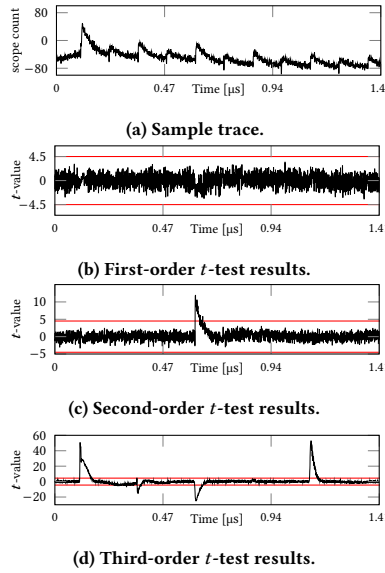 80
0
−80
scope count
0 0.47 0.94 1.4
Time [μs]
(a) Sample trace.
4.5
0
−4.5
t-value
0 0.47 0.94 1.4
Time [μs]
(b) First-order t-test results.
10
5
0
−5
t-value
0 0.47 0.94 1.4
Time [μs]
(c) Second-order t-test results.
60
40
20
0
−20
t-value
0 0.47 0.94 1.4
Time [μs]
(d) Third-order t-test results.